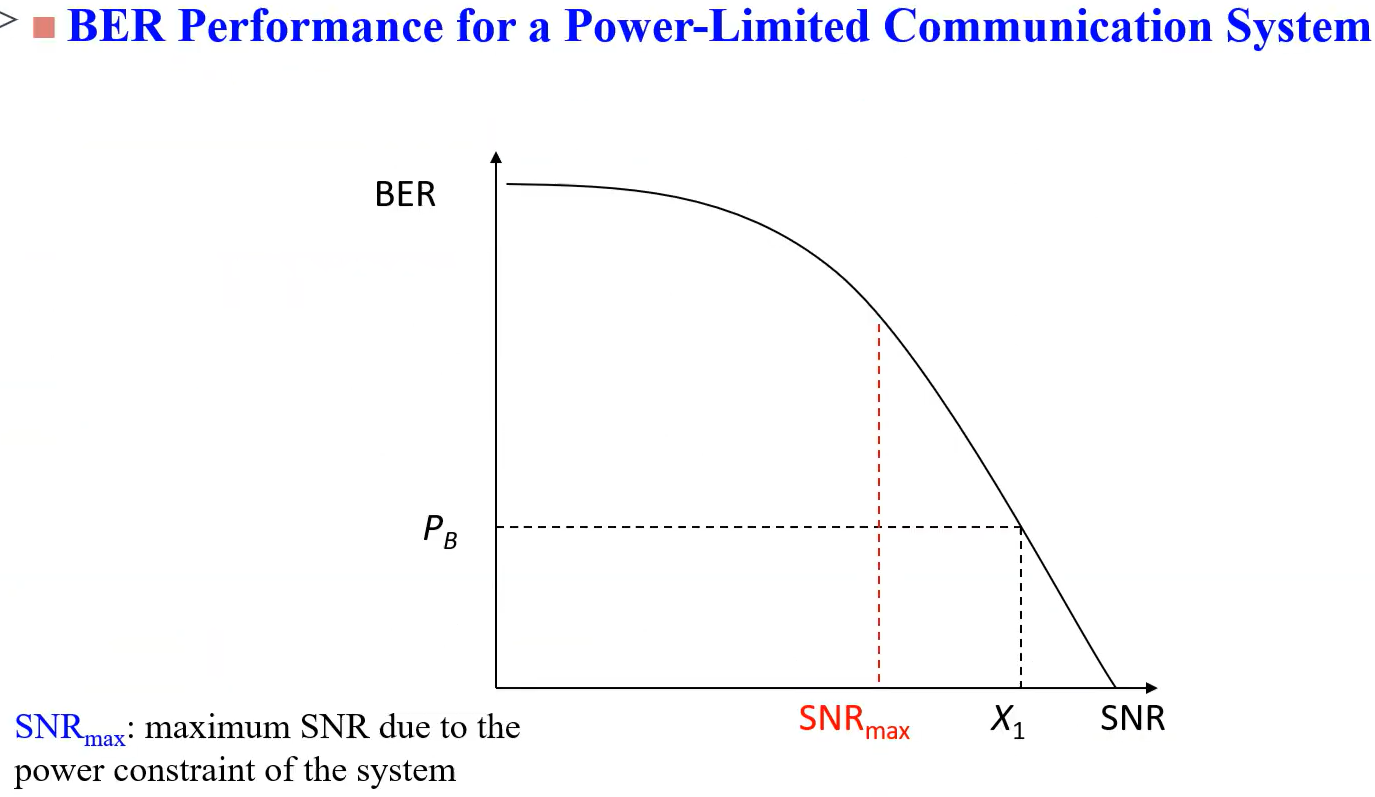 BER Performance for a Power-Limited Communication System
BER
P_B
SNR_max
X_1
SNR
SNR_max: maximum SNR due to the
power constraint of the system